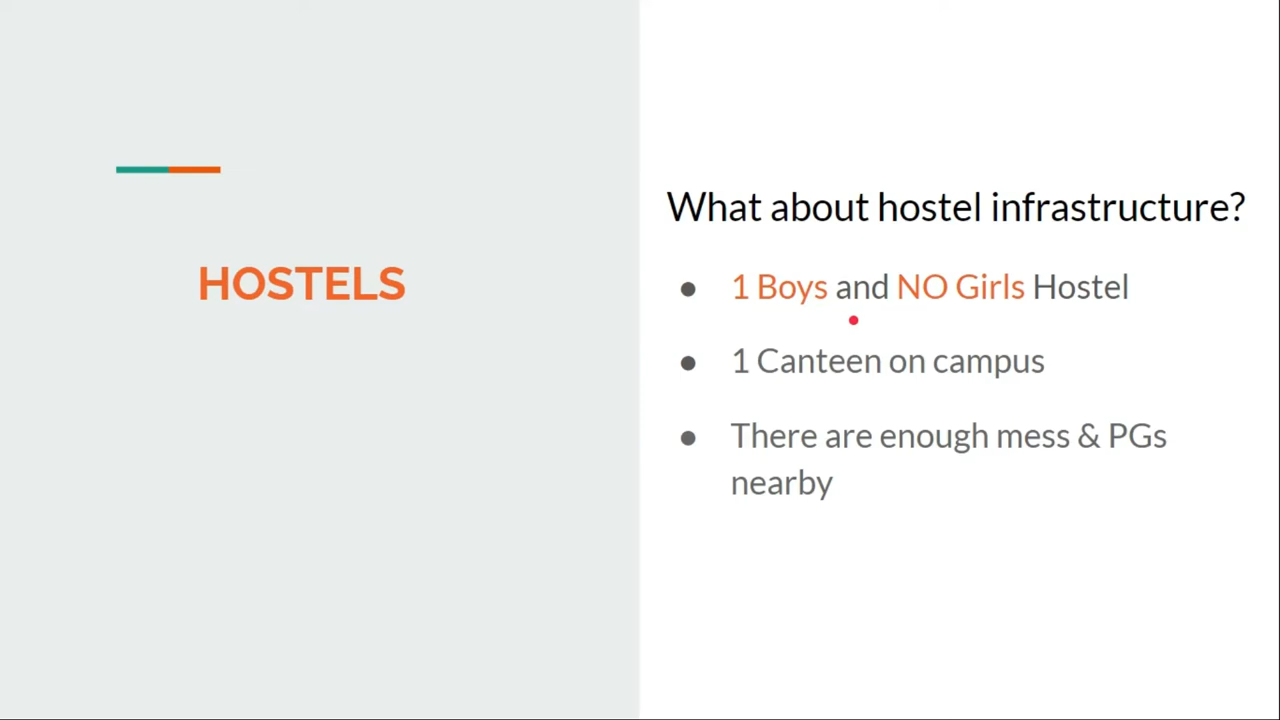 HOSTELS
What about hostel infrastructure?
● 1 Boys and NO Girls Hostel
● 1 Canteen on campus
● There are enough mess & PGs
nearby